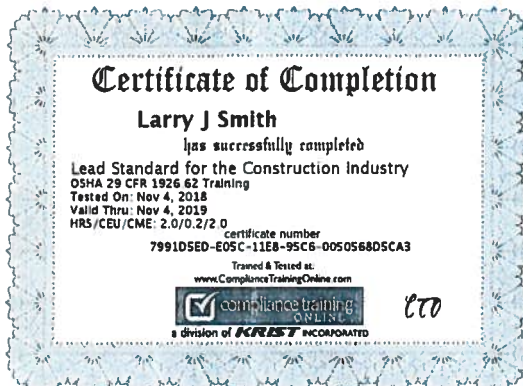 Certificate of Completion
Larry J Smith
has successfully completed
Lead Standard for the Construction Industry
OSHA 29 CFR 1926 62 Training
Tested On: Nov 4, 2018
Valid Thru: Nov 4, 2019
HRS/CEU/CME: 2.0/0.2/2.0
certificate number
7991D5ED-E05C-11E8-95C6-0050568D5CA3
Trained & Tested at:
www.ComplianceTrainingOnline.com
compliance training
ONLINE
a division of KRIST INCORPORATED
CTO